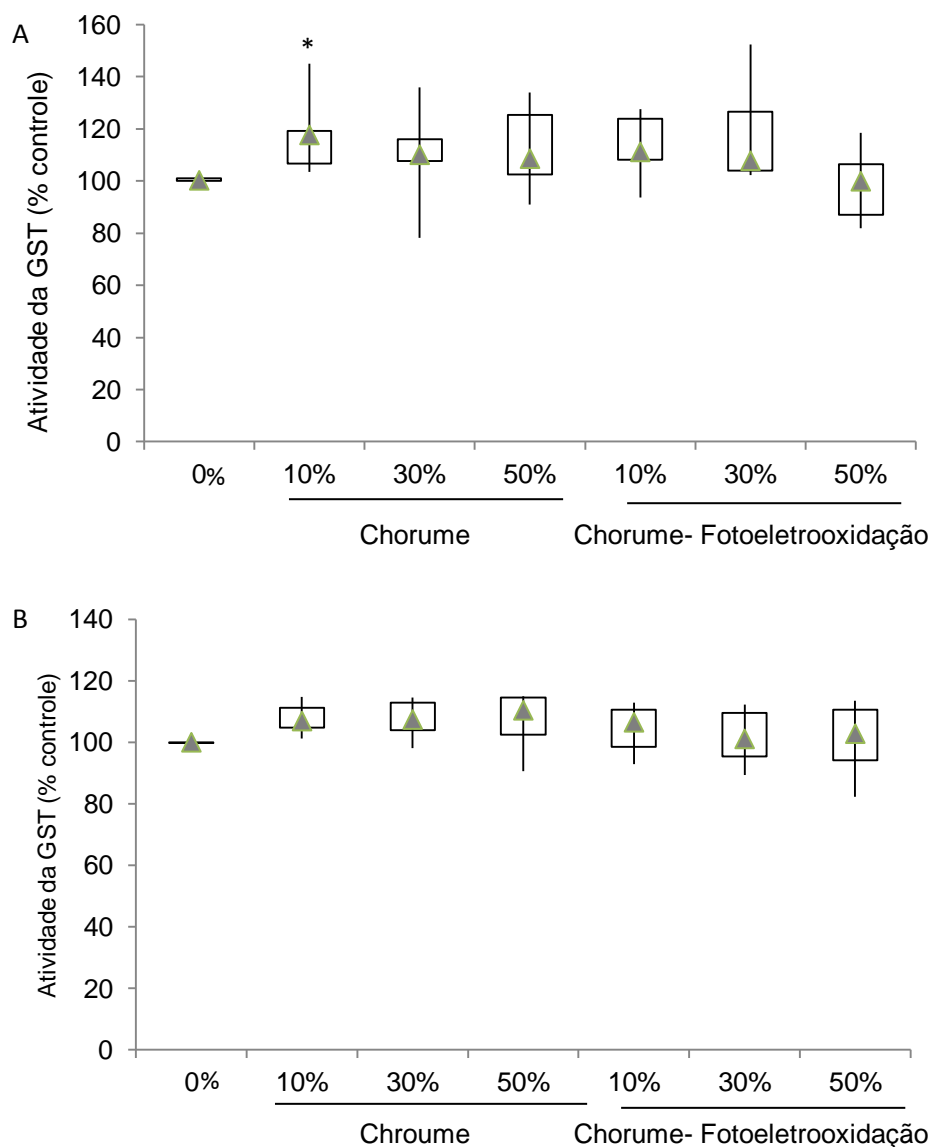 A
Atividade da GST (% controle)
160
140
120
100
80
60
40
20
0
*
0% 10% 30% 50% 10% 30% 50%
Chorume Chorume- Fotoeletrooxidação
B
Atividade da GST (% controle)
140
120
100
80
60
40
20
0
0% 10% 30% 50% 10% 30% 50%
Chroume Chorume- Fotoeletrooxidação